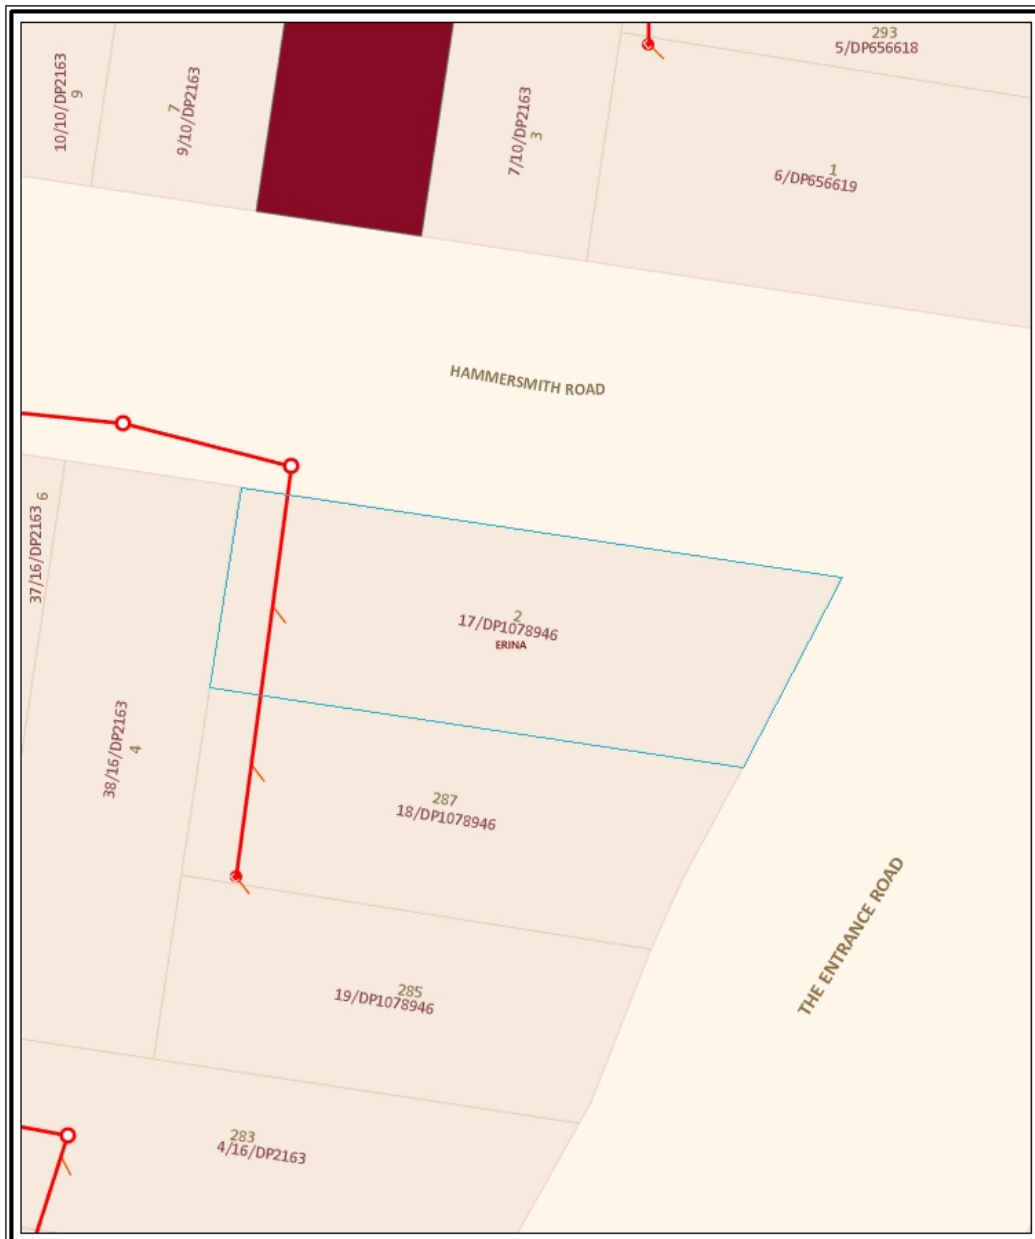 293
5/DP656618
10/10/DP2163
9
7
9/10/DP2163
7/10/DP2163
3
1
6/DP656619
HAMMERSMITH ROAD
37/16/DP2163
6
2
17/DP1078946
ERINA
38/16/DP2163
4
287
18/DP1078946
THE ENTRANCE ROAD
285
19/DP1078946
283
4/16/DP2163